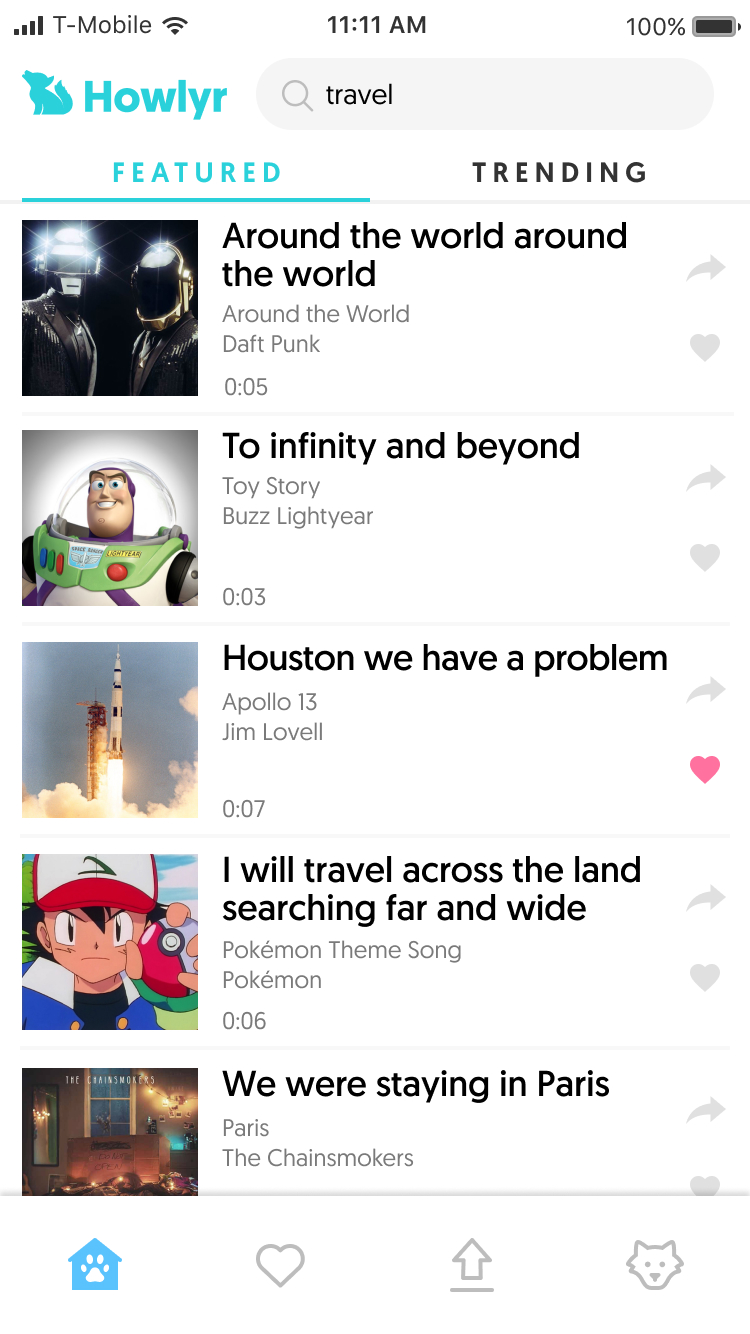 T-Mobile 11:11 AM 100%
Howlyr travel
FEATURED TRENDING
Around the world around
the world
Around the World
Daft Punk
0:05
To infinity and beyond
Toy Story
Buzz Lightyear
SPACE RANGER LIGHTYEAR
0:03
Houston we have a problem
Apollo 13
Jim Lovell
0:07
I will travel across the land
searching far and wide
Pokémon Theme Song
Pokémon
0:06
THE CHAINSMOKERS
We were staying in Paris
Paris
The Chainsmokers